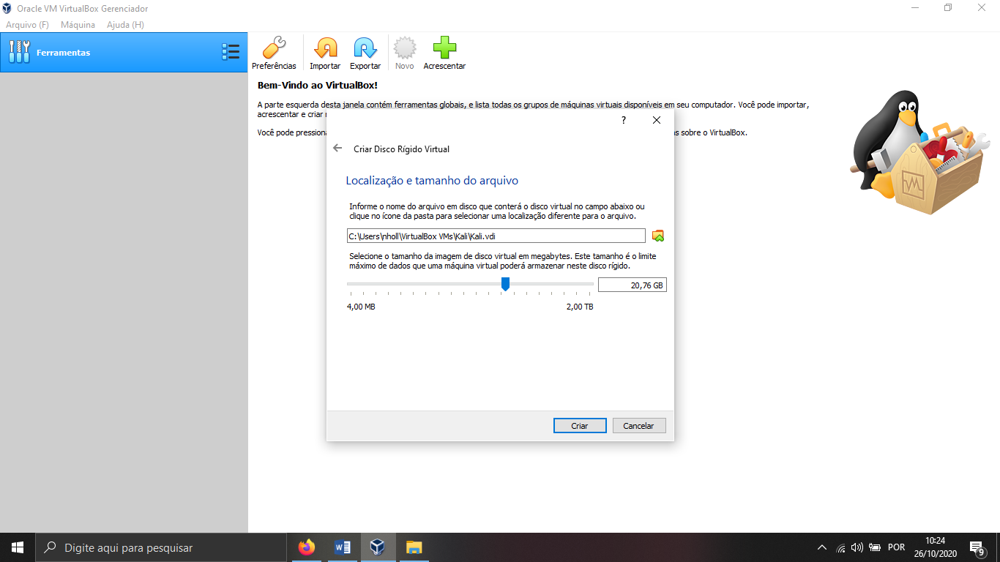 Oracle VM VirtualBox Gerenciador
Arquivo (F) Máquina Ajuda (H)
Ferramentas
Preferências Importar Exportar Novo Acrescentar
Bem-Vindo ao VirtualBox!
A parte esquerda desta janela contém ferramentas globais, e lista todas os grupos de máquinas virtuais disponíveis em seu computador. Você pode importar,
acrescentar e criar
Você pode pressiona
sobre o VirtualBox.
?
Criar Disco Rígido Virtual
Localização e tamanho do arquivo
Informe o nome do arquivo em disco que conterá o disco virtual no campo abaixo ou
clique no ícone da pasta para selecionar uma localização diferente para o arquivo.
C:\Users\nholl\VirtualBox VMs\Kali\Kali.vdi
Selecione o tamanho da imagem de disco virtual em megabytes. Este tamanho é o limite
máximo de dados que uma máquina virtual poderá armazenar neste disco rígido.
20,76 GB
4,00 MB 2,00 TB
Criar Cancelar
Digite aqui para pesquisar
POR
10:24
26/10/2020
9